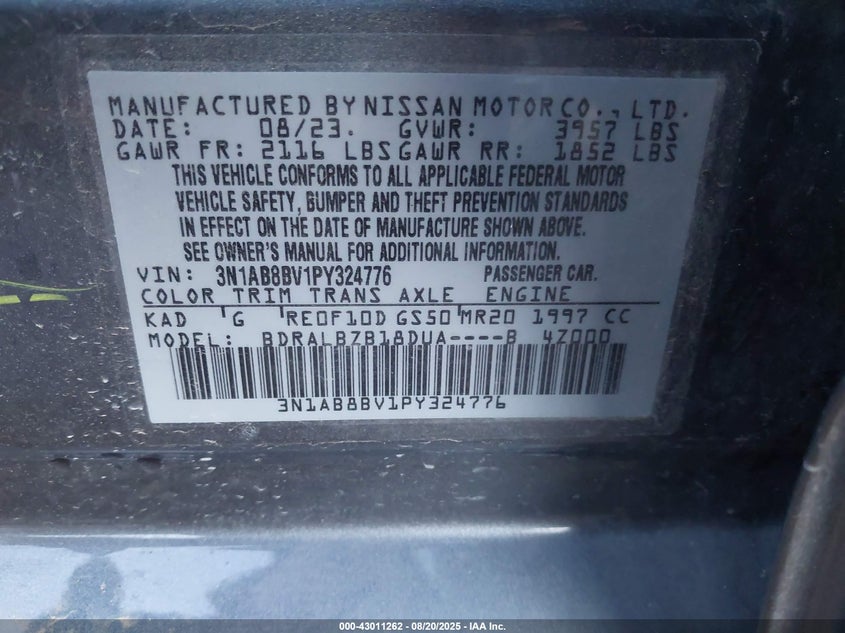 MANUFACTURED BY NISSAN MOTOR CO., LTD.
DATE: 08/23. GVWR: 3957 LBS
GAWR FR: 2116 LBS GAWR RR: 1852 LBS
THIS VEHICLE CONFORMS TO ALL APPLICABLE FEDERAL MOTOR
VEHICLE SAFETY, BUMPER AND THEFT PREVENTION STANDARDS
IN EFFECT ON THE DATE OF MANUFACTURE SHOWN ABOVE.
SEE OWNER'S MANUAL FOR ADDITIONAL INFORMATION.
VIN: 3N1AB8BV1PY324776 PASSENGER CAR.
COLOR TRIM TRANS AXLE ENGINE
KAD 'G 'RE0F10D GS50 'MR20 1997 CC
MODEL: BDRALBZB18DUA----B 4Z000
3N1AB8BV1PY324776
000-43011262 - 08/20/2025 - IAA Inc.